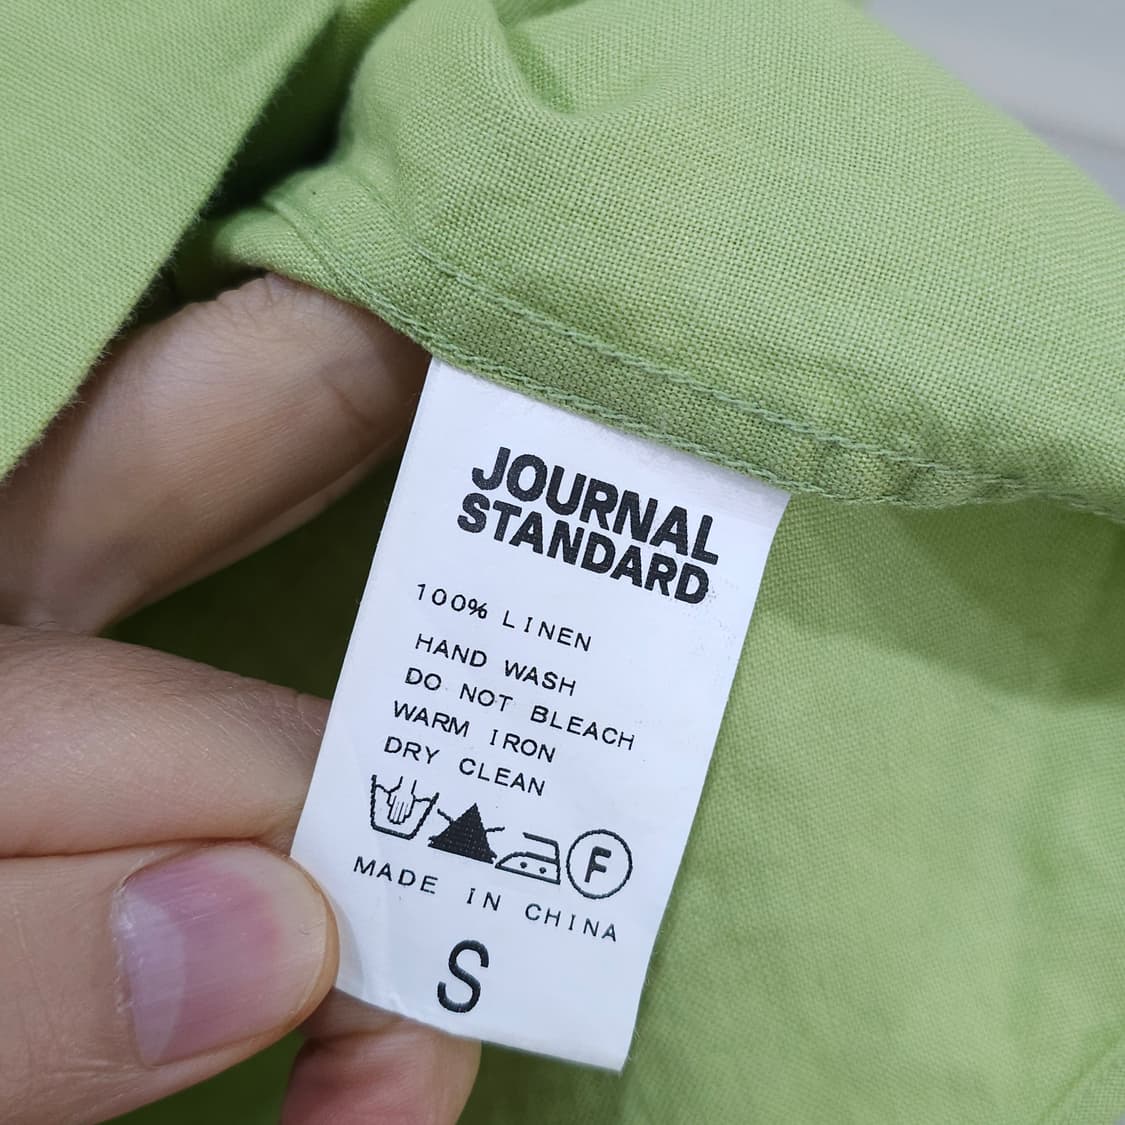 JOURNAL
STANDARD
100% LINEN
HAND WASH
DO NOT BLEACH
WARM IRON
DRY CLEAN
F
MADE IN CHINA
S